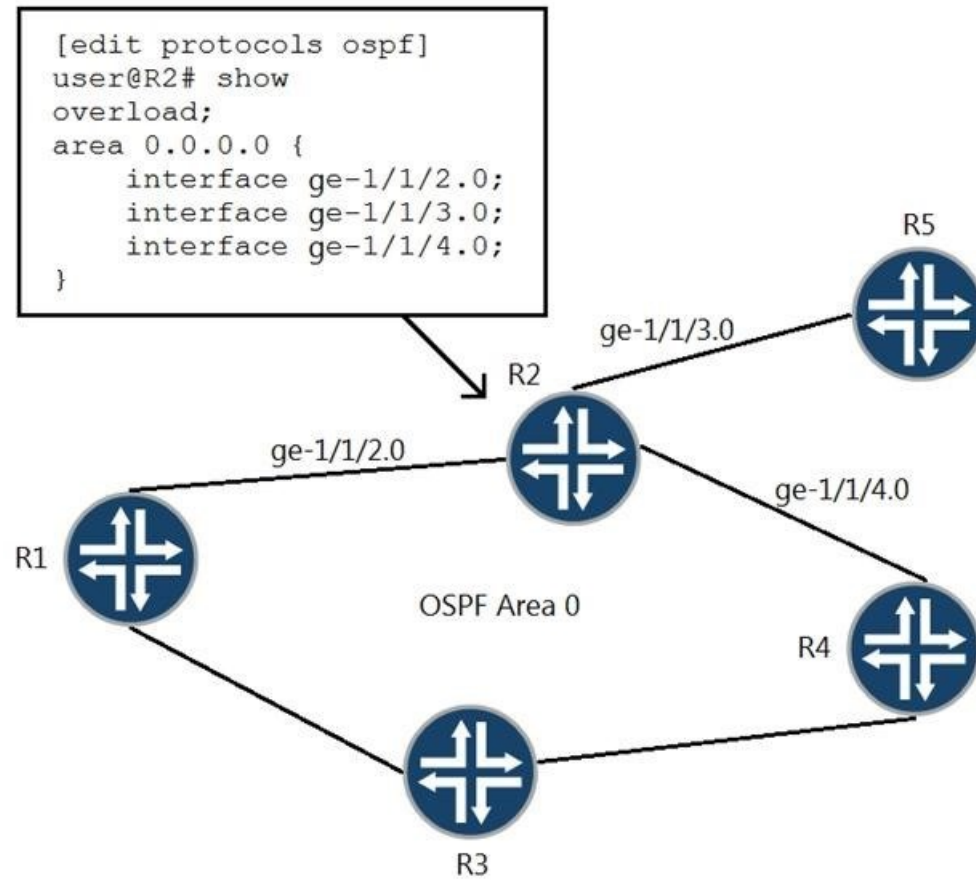 [edit protocols ospf]
user@R2# show
overload;
area 0.0.0.0 {
    interface ge-1/1/2.0;
    interface ge-1/1/3.0;
    interface ge-1/1/4.0;
}
R5
ge-1/1/3.0
R2
ge-1/1/2.0
ge-1/1/4.0
R1
OSPF Area 0
R4
R3